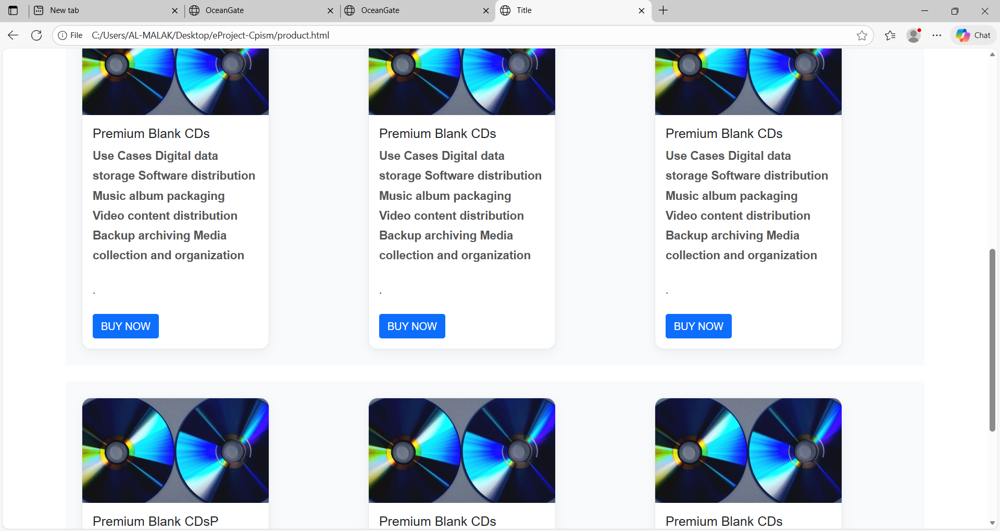 New tab
OceanGate
OceanGate
Title
File C:/Users/AL-MALAK/Desktop/eProject-Cpism/product.html
Chat
Premium Blank CDs
Use Cases Digital data
storage Software distribution
Music album packaging
Video content distribution
Backup archiving Media
collection and organization
.
BUY NOW
Premium Blank CDs
Use Cases Digital data
storage Software distribution
Music album packaging
Video content distribution
Backup archiving Media
collection and organization
.
BUY NOW
Premium Blank CDs
Use Cases Digital data
storage Software distribution
Music album packaging
Video content distribution
Backup archiving Media
collection and organization
.
BUY NOW
Premium Blank CDsP
Premium Blank CDs
Premium Blank CDs